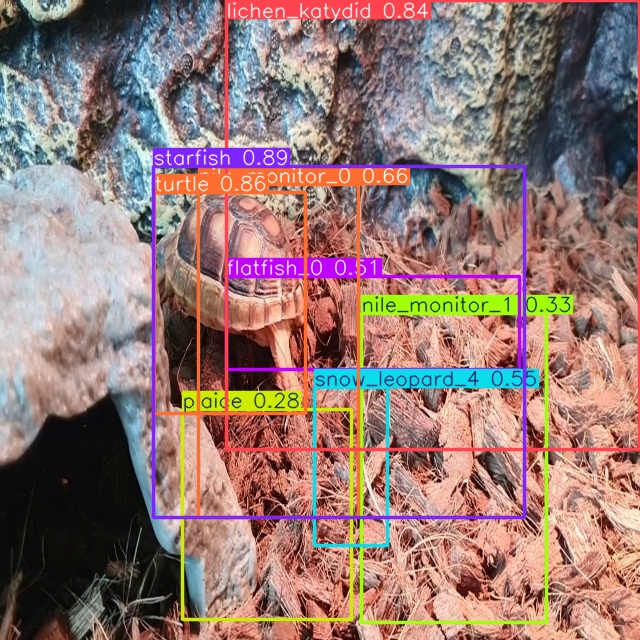 lichen_katydid 0.84
starfish 0.89
nile_monitor_0 0.66
turtle 0.86
flatfish_0 0.51
nile_monitor_1 0.33
snow_leopard_4 0.55
plaice 0.28